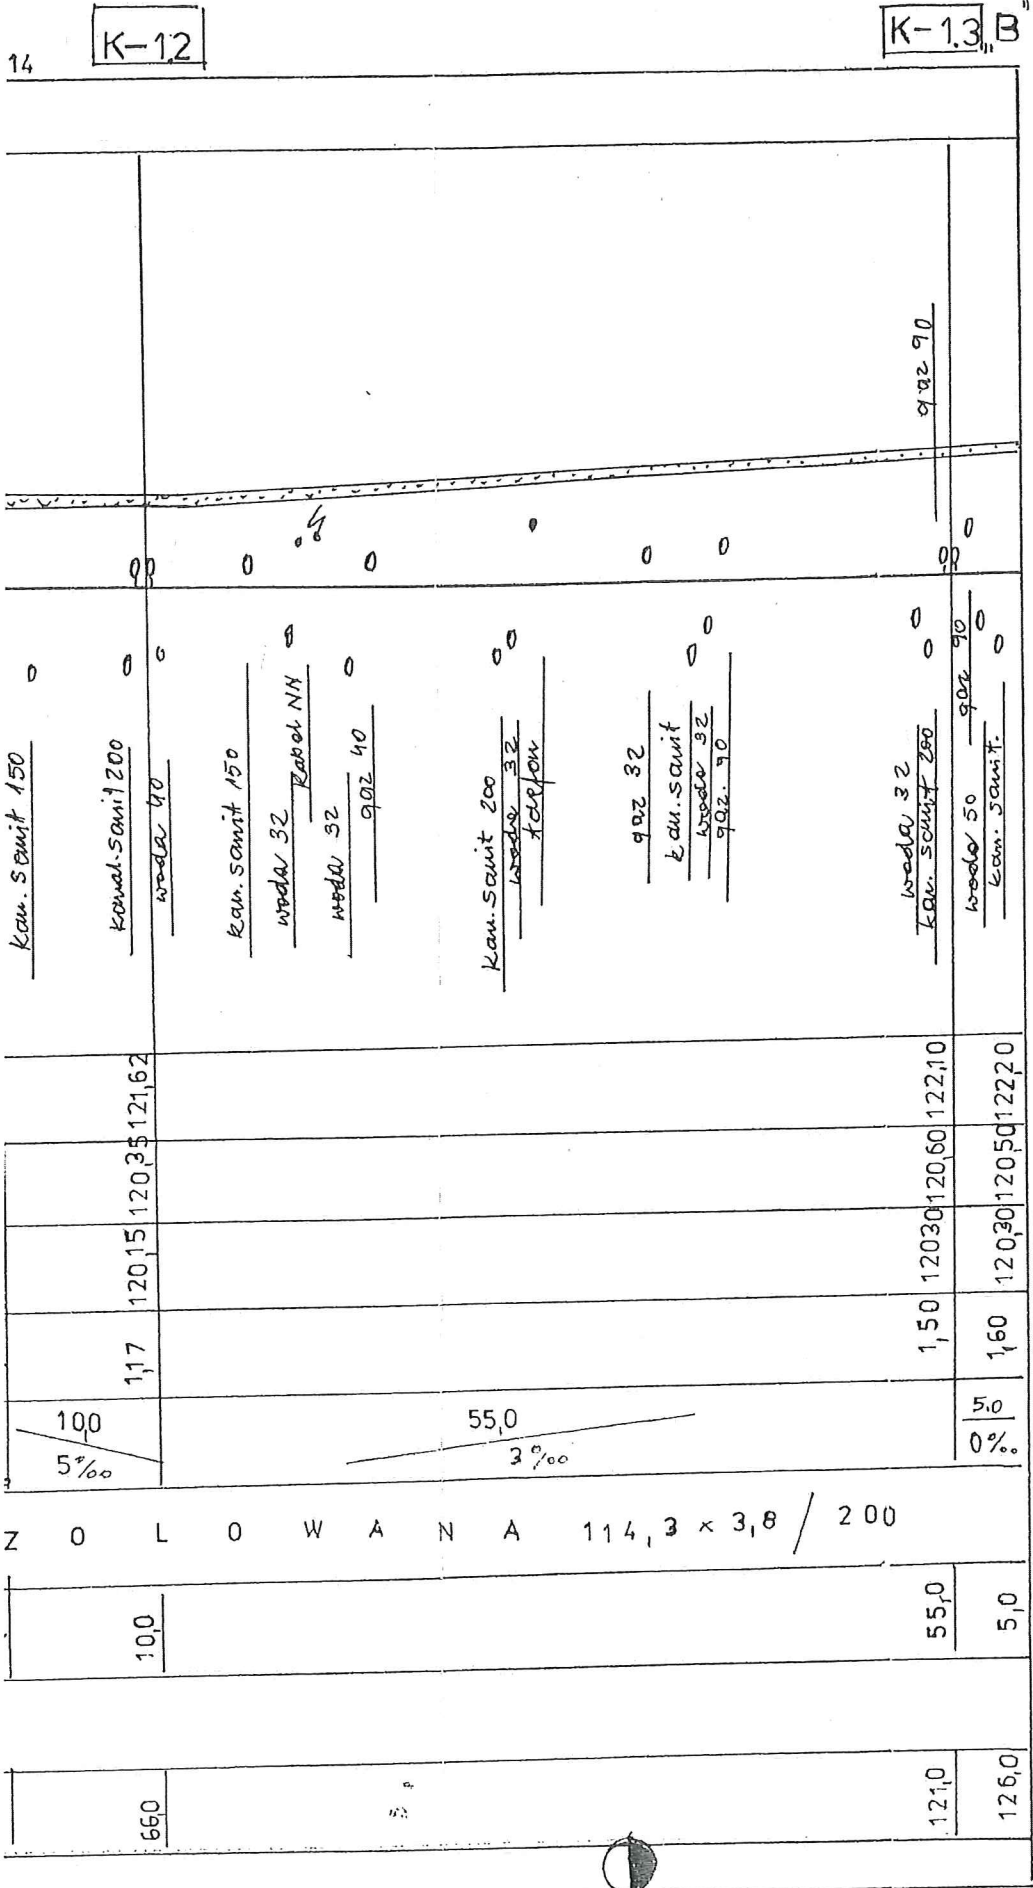 14
K-1.2
K-1.3
„B"
gaz 90
kan. sanit 150
kanal. sanit 200
woda 40
kan. sanit 150
woda 32
kabel NN
woda 32
gaz 40
kan. sanit 200
woda 32
telefon
gaz 32
kan. sanit
woda 32
gaz. 90
woda 32
kan. sanit 200
gaz 90
woda 50
kan. sanit.
121,62
122,10
122,20
120,35
120,60
120,50
120,15
120,30
120,30
1,17
1,50
1,60
10,0
5‰
55,0
3‰
5,0
0‰
Z O L O W A N A 114,3 × 3,8 / 200
10,0
55,0
5,0
66,0
121,0
126,0